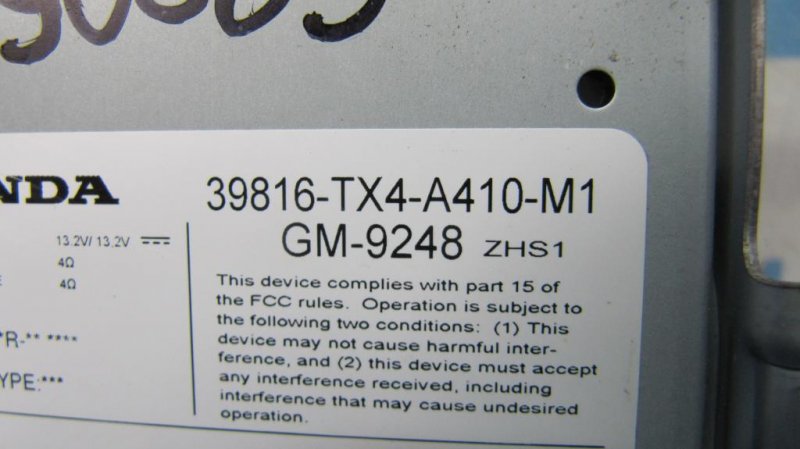 NDA
39816-TX4-A410-M1
GM-9248 ZHS1
13.2V/ 13.2V
4Ω
E 4Ω
*R-** ****
YPE:***
This device complies with part 15 of
the FCC rules. Operation is subject to
the following two conditions: (1) This
device may not cause harmful inter-
ference, and (2) this device must accept
any interference received, including
interference that may cause undesired
operation.